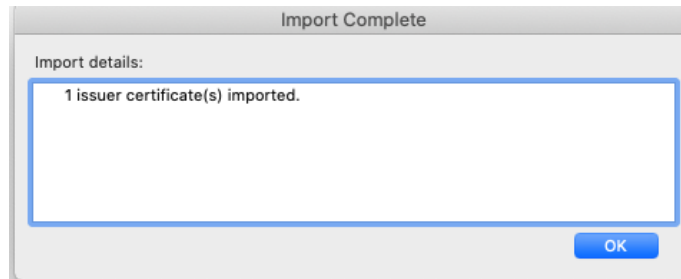 Import Complete
Import details:
1 issuer certificate(s) imported.
OK